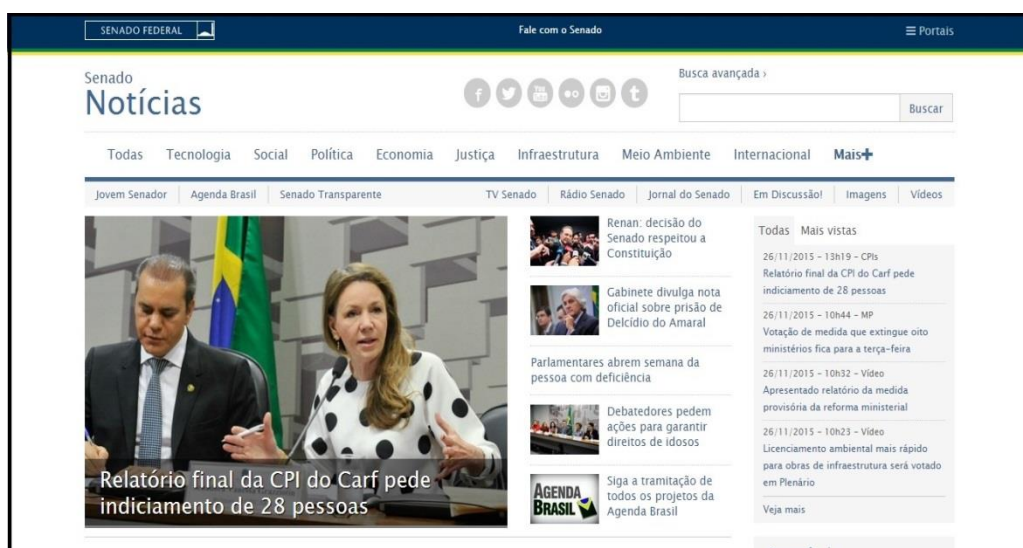 SENADO FEDERAL
Fale com o Senado
Portais
Senado
Notícias
Busca avançada ›
Buscar
Todas Tecnologia Social Política Economia Justiça Infraestrutura Meio Ambiente Internacional Mais+
Jovem Senador Agenda Brasil Senado Transparente TV Senado Rádio Senado Jornal do Senado Em Discussão! Imagens Vídeos
Relatório final da CPI do Carf pede
indiciamento de 28 pessoas
Renan: decisão do
Senado respeitou a
Constituição
Gabinete divulga nota
oficial sobre prisão de
Delcídio do Amaral
Parlamentares abrem semana da
pessoa com deficiência
Debatedores pedem
ações para garantir
direitos de idosos
AGENDA
BRASIL
Siga a tramitação de
todos os projetos da
Agenda Brasil
Todas Mais vistas
26/11/2015 - 13h19 - CPIs
Relatório final da CPI do Carf pede
indiciamento de 28 pessoas
26/11/2015 - 10h44 - MP
Votação de medida que extingue oito
ministérios fica para a terça-feira
26/11/2015 - 10h32 - Vídeo
Apresentado relatório da medida
provisória da reforma ministerial
26/11/2015 - 10h23 - Vídeo
Licenciamento ambiental mais rápido
para obras de infraestrutura será votado
em Plenário
Veja mais